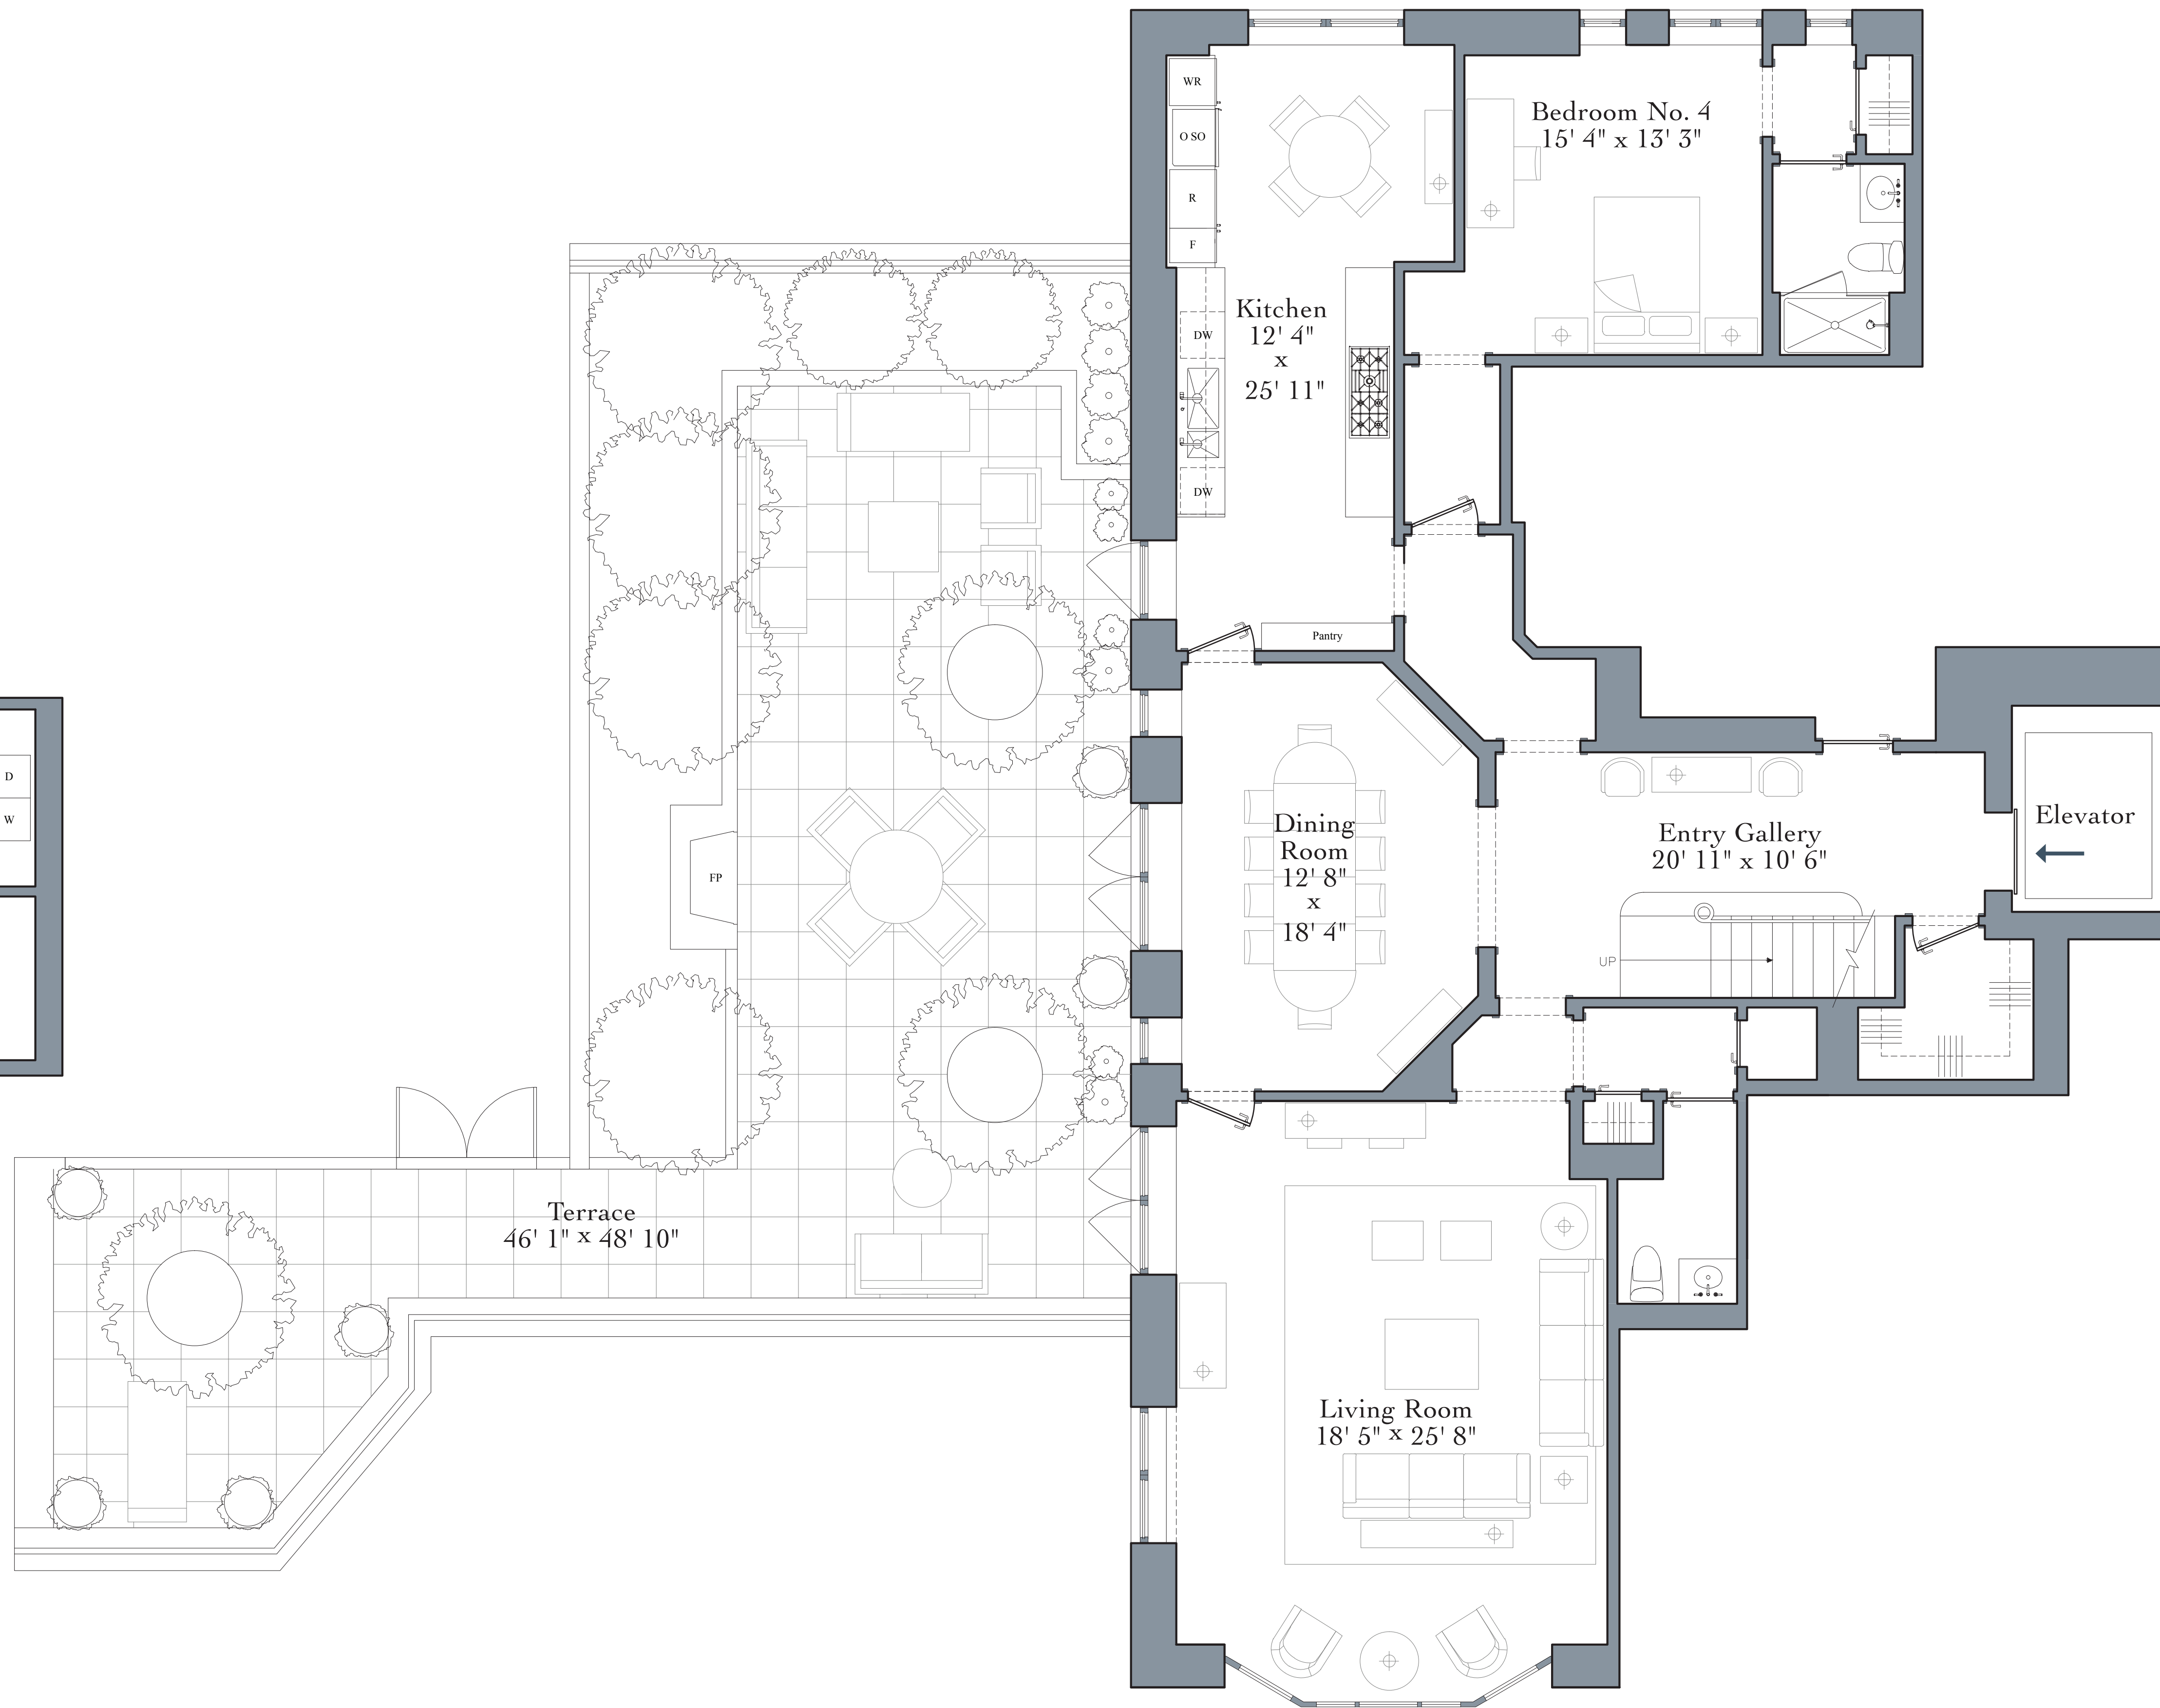 WR
O SO
R
F
Bedroom No. 4
15' 4" x 13' 3"
Kitchen
12' 4"
x
25' 11"
DW
DW
Pantry
D
W
FP
Dining
Room
12' 8"
x
18' 4"
Entry Gallery
20' 11" x 10' 6"
Elevator
UP
Terrace
46' 1" x 48' 10"
Living Room
18' 5" x 25' 8"